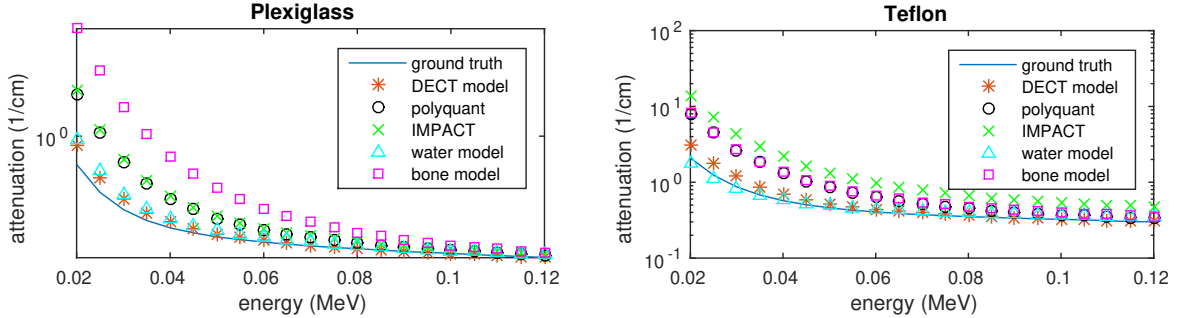 Plexiglass
attenuation (1/cm)
10^0
ground truth
DECT model
polyquant
IMPACT
water model
bone model
0.02 0.04 0.06 0.08 0.1 0.12
energy (MeV)
Teflon
attenuation (1/cm)
10^2
10^1
10^0
10^-1
ground truth
DECT model
polyquant
IMPACT
water model
bone model
0.02 0.04 0.06 0.08 0.1 0.12
energy (MeV)